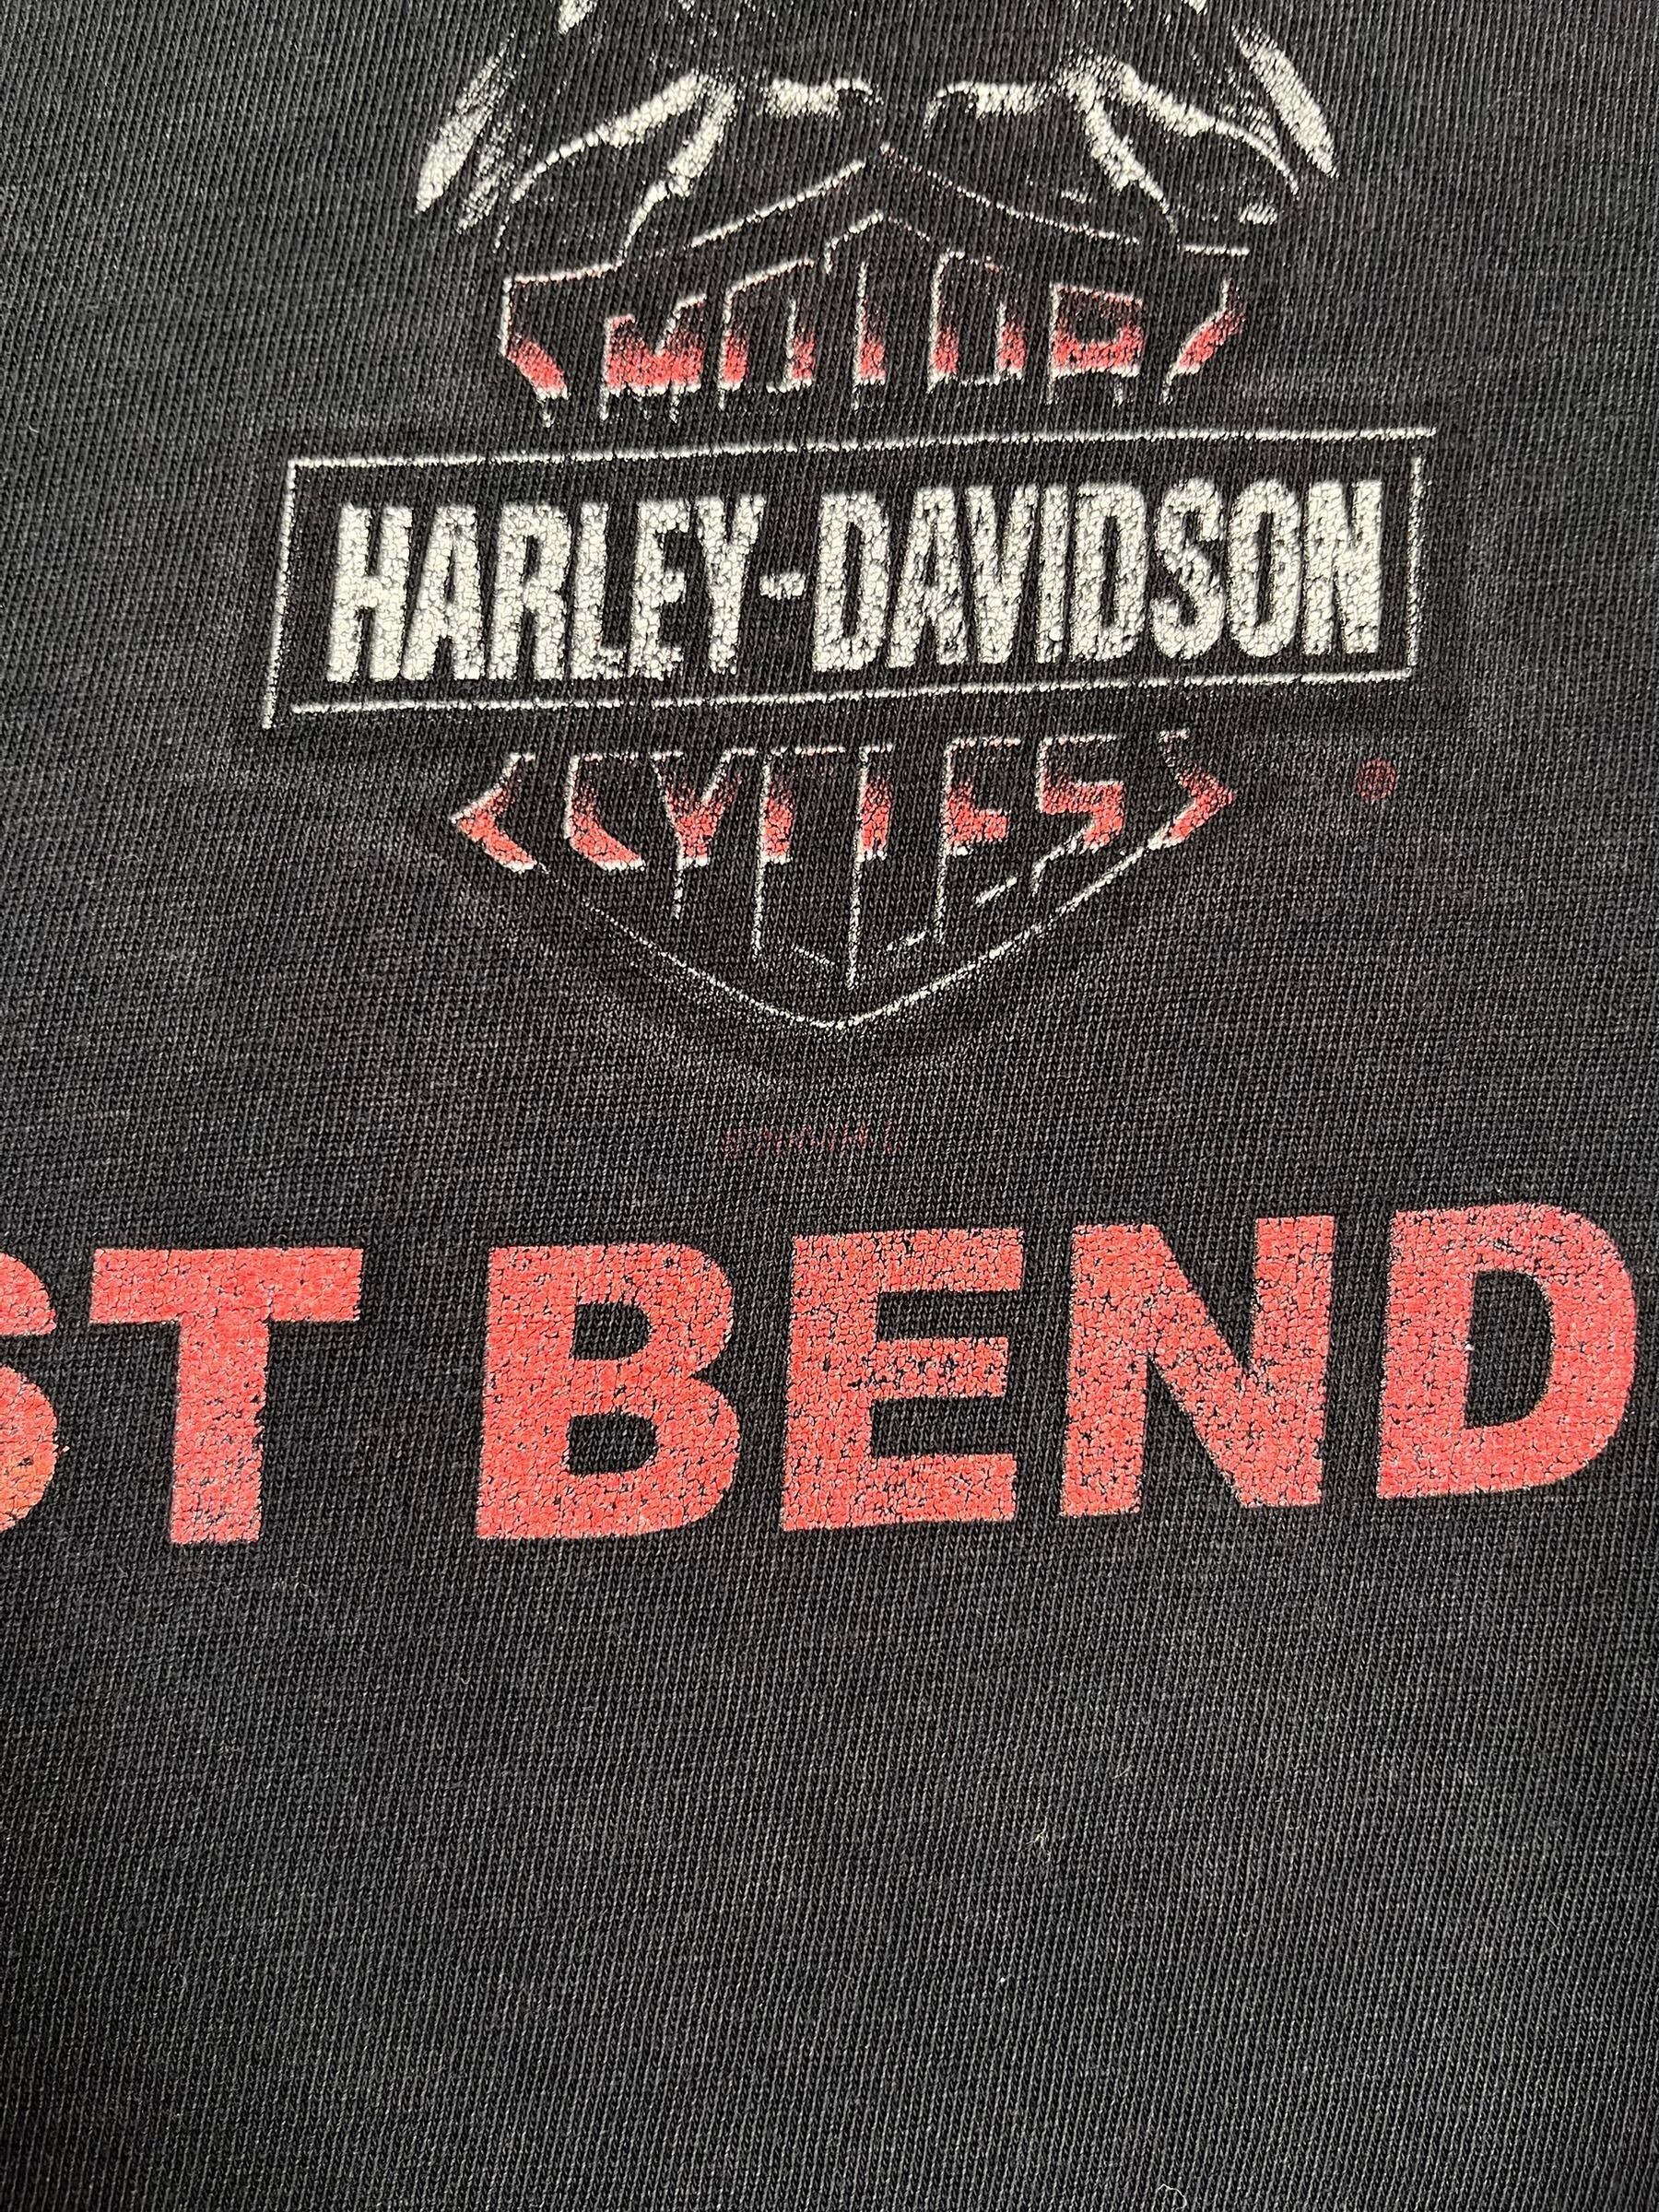 MOTOR
HARLEY-DAVIDSON
CYCLES ®
ST BEND